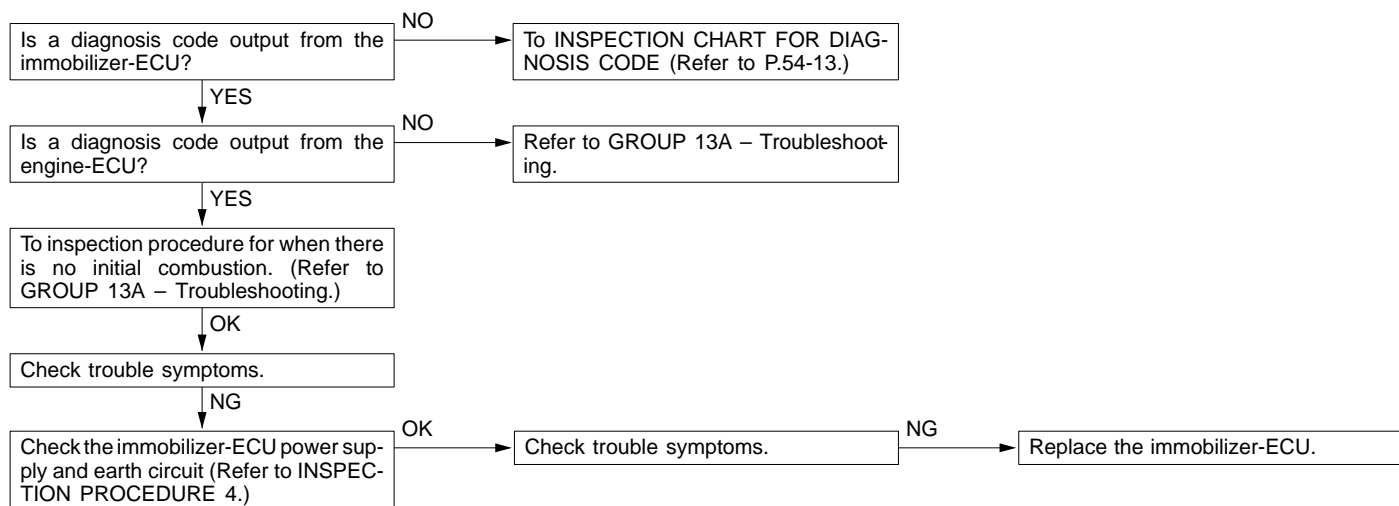 Is a diagnosis code output from the
immobilizer-ECU?
NO
To INSPECTION CHART FOR DIAG-
NOSIS CODE (Refer to P.54-13.)
YES
Is a diagnosis code output from the
engine-ECU?
NO
Refer to GROUP 13A – Troubleshoot-
ing.
YES
To inspection procedure for when there
is no initial combustion. (Refer to
GROUP 13A – Troubleshooting.)
OK
Check trouble symptoms.
NG
Check the immobilizer-ECU power sup-
ply and earth circuit (Refer to INSPEC-
TION PROCEDURE 4.)
OK
Check trouble symptoms.
NG
Replace the immobilizer-ECU.